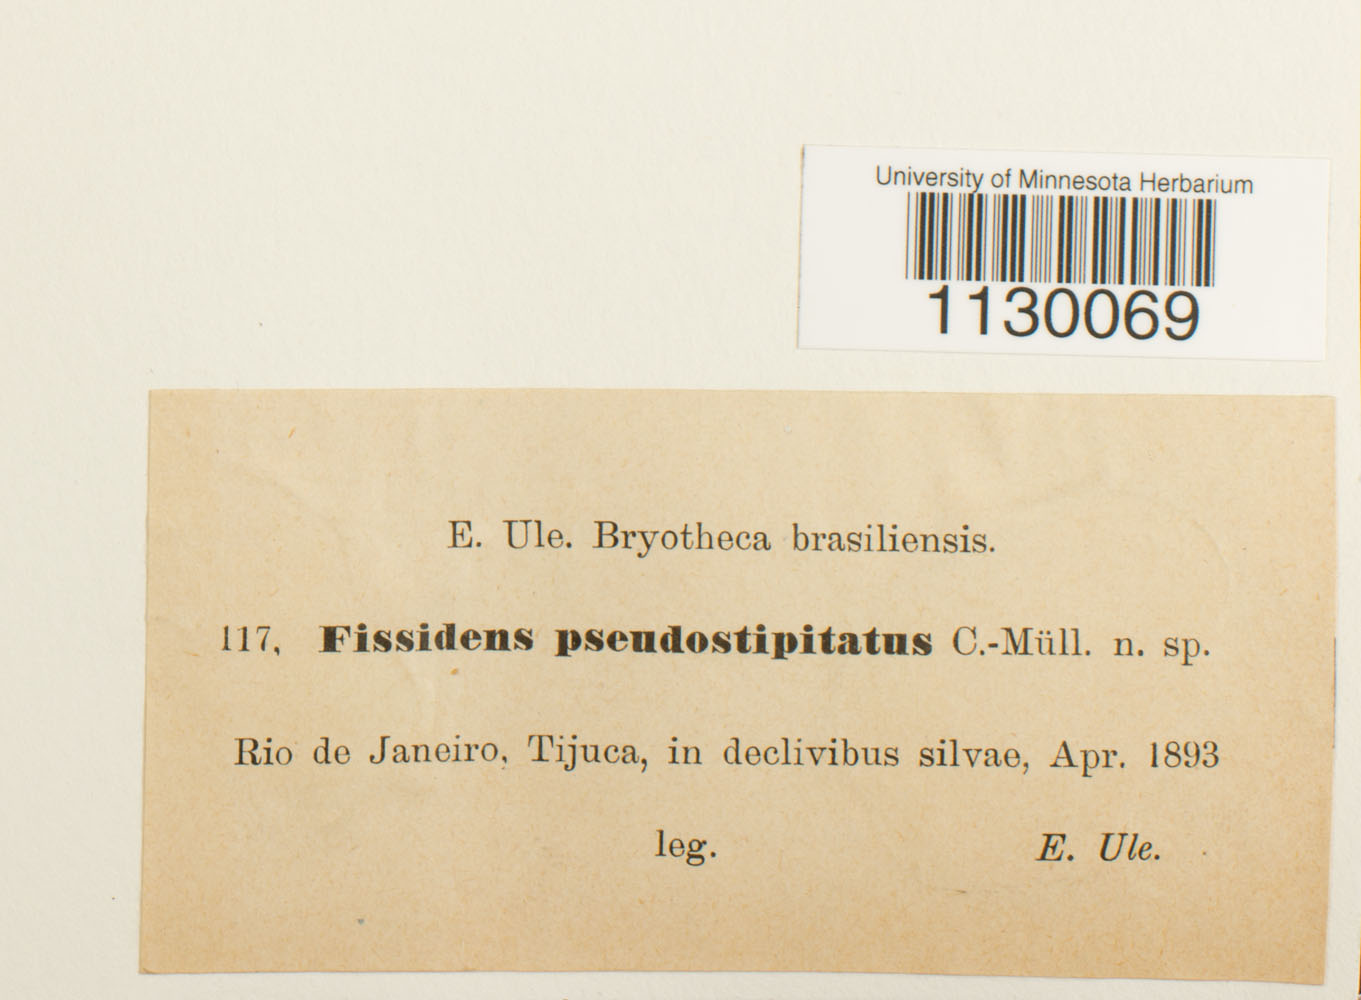 University of Minnesota Herbarium
1130069
E. Ule. Bryotheca brasiliensis.
117, Fissidens pseudostipitatus C.-Müll. n. sp.
Rio de Janeiro, Tijuca, in declivibus silvae, Apr. 1893
leg. E. Ule.